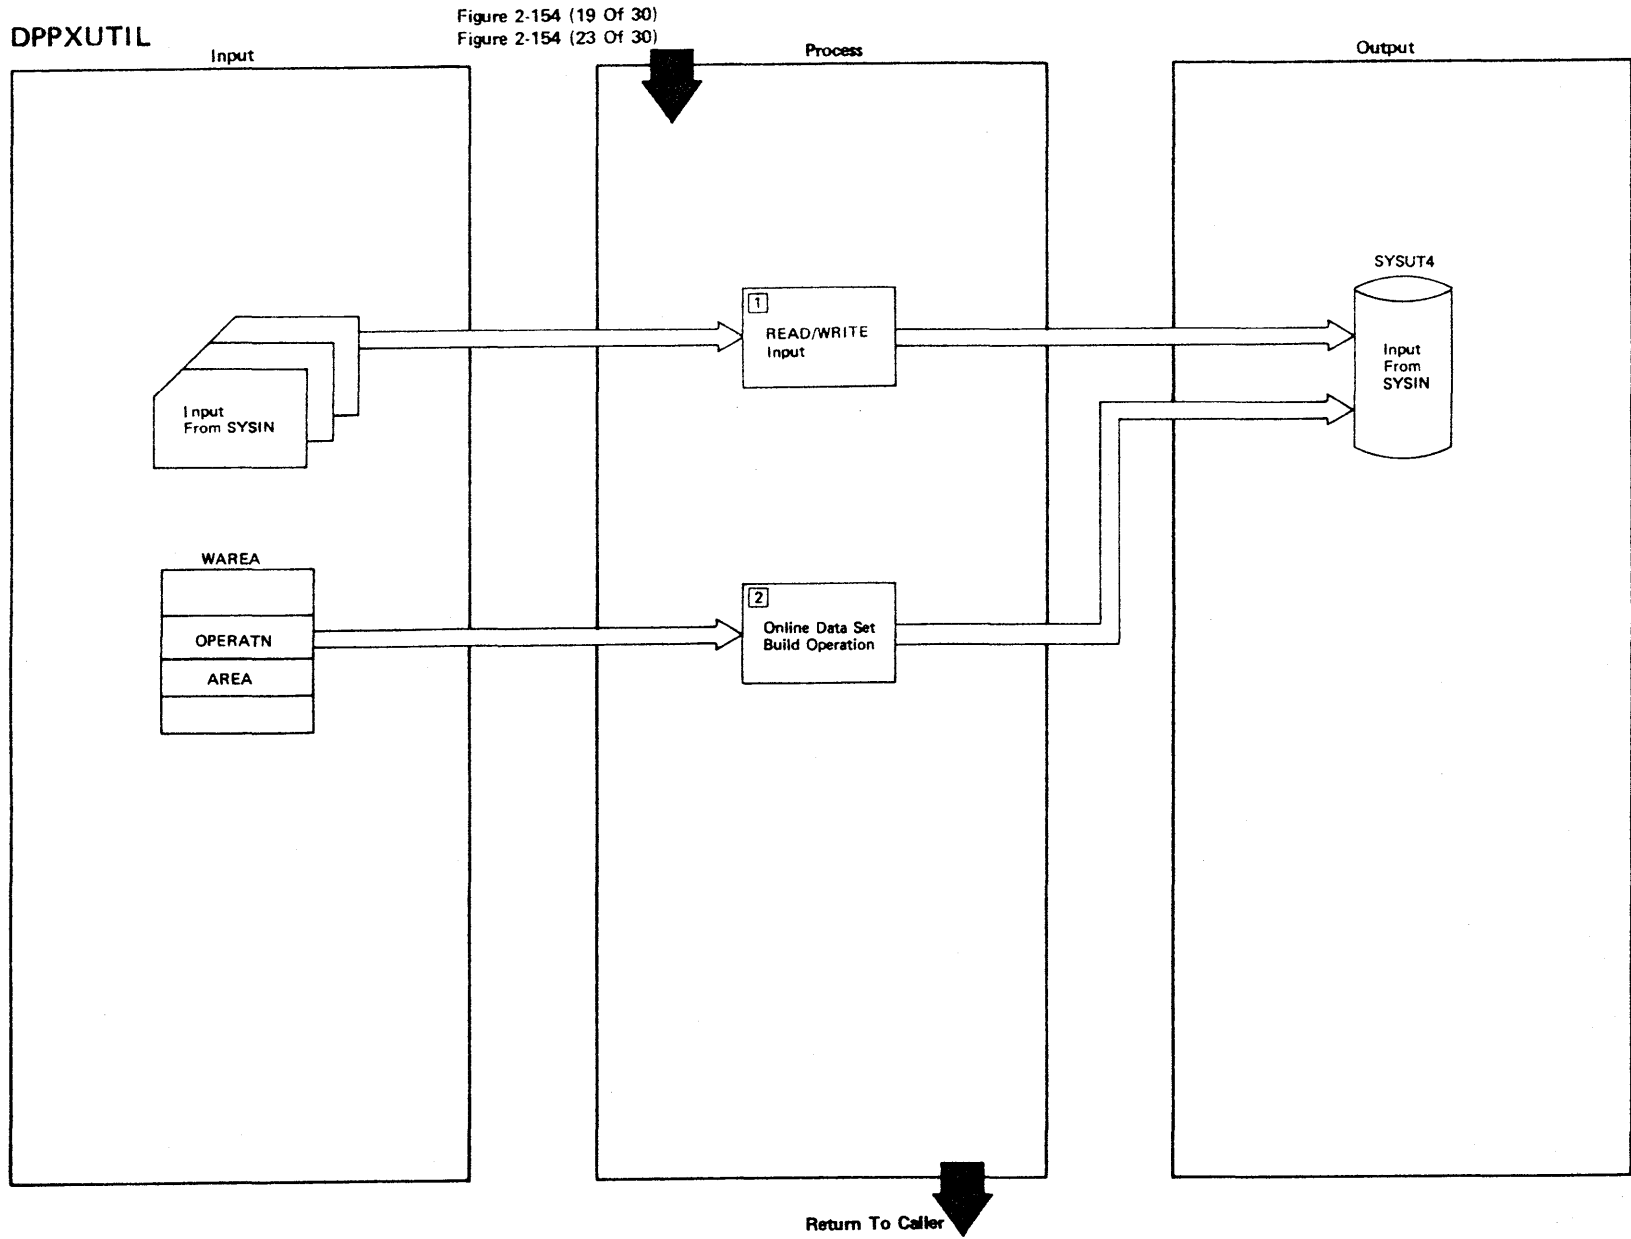 Figure 2-154 (19 Of 30)
Figure 2-154 (23 Of 30)
DPPXUTIL
Input
Process
Output
SYSUT4
1
READ/WRITE
Input
Input
From
SYSIN
Input
From SYSIN
WAREA
OPERATN
AREA
2
Online Data Set
Build Operation
Return To Caller